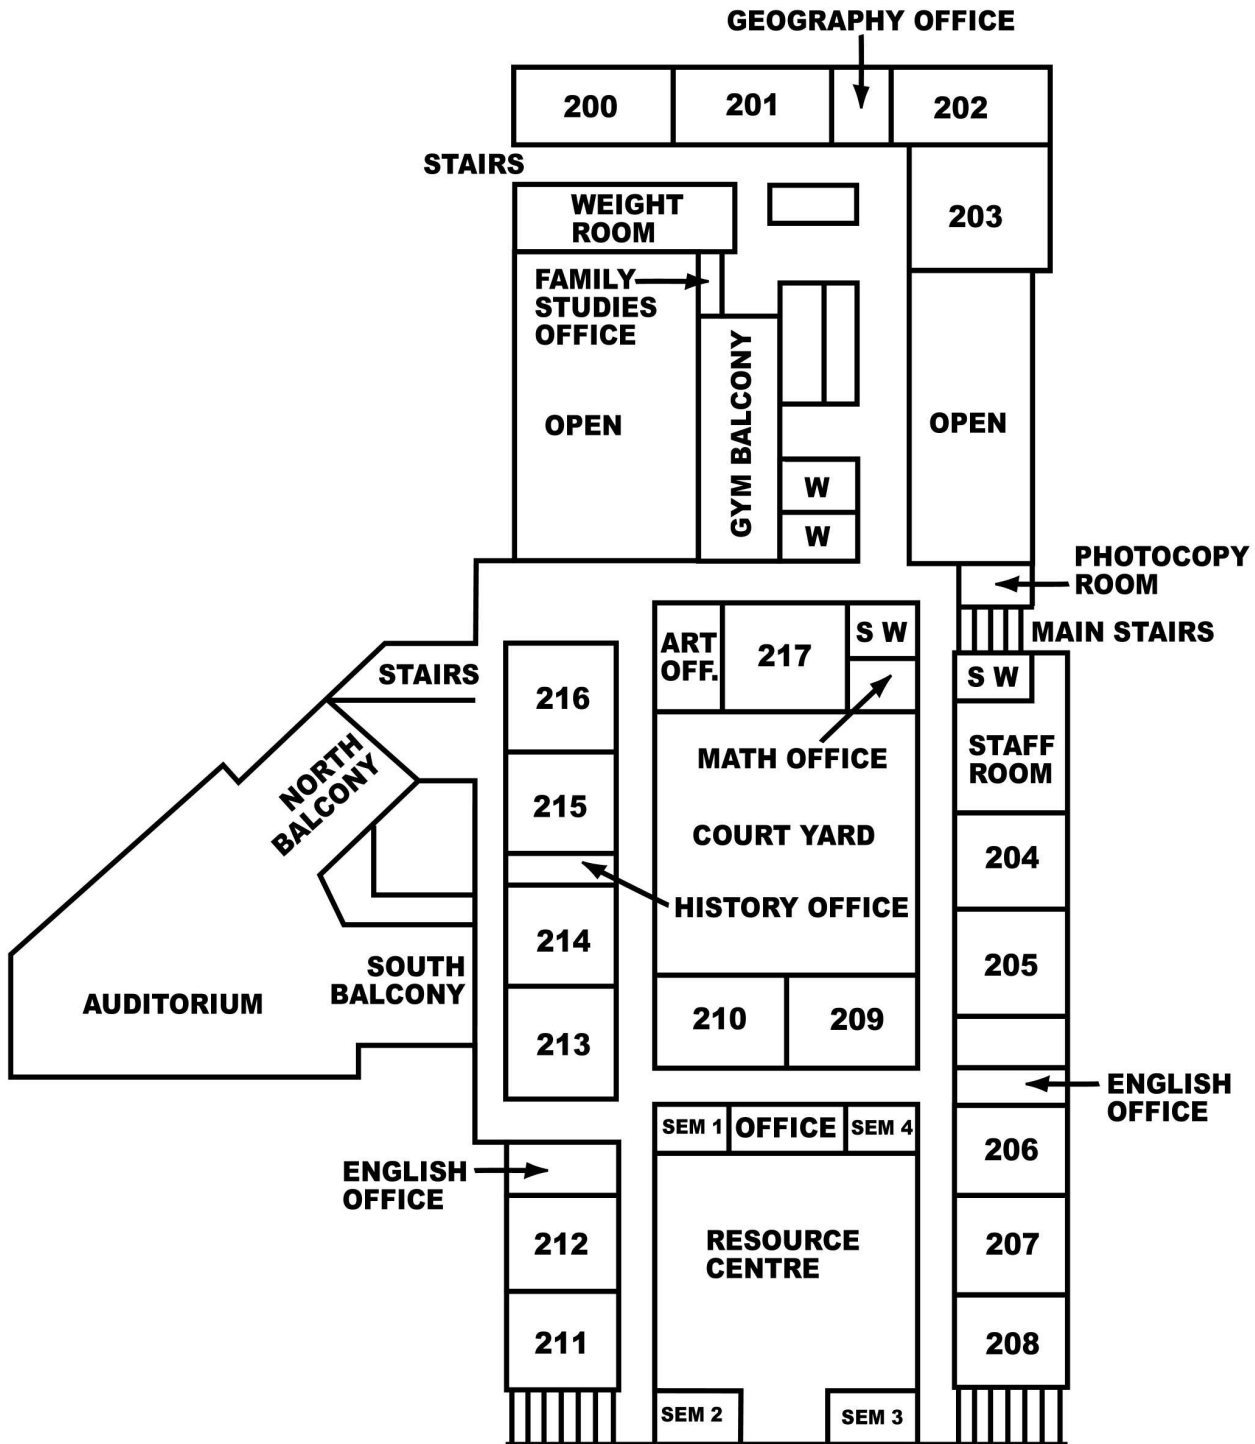 GEOGRAPHY OFFICE
200
201
202
STAIRS
WEIGHT
ROOM
203
FAMILY
STUDIES
OFFICE
GYM BALCONY
OPEN
OPEN
W
W
PHOTOCOPY
ROOM
MAIN STAIRS
ART
OFF.
217
S W
S W
STAIRS
216
NORTH
BALCONY
MATH OFFICE
STAFF
ROOM
215
COURT YARD
204
HISTORY OFFICE
214
205
SOUTH
BALCONY
AUDITORIUM
213
210
209
ENGLISH
OFFICE
SEM 1
OFFICE
SEM 4
206
ENGLISH
OFFICE
212
RESOURCE
CENTRE
207
211
208
SEM 2
SEM 3